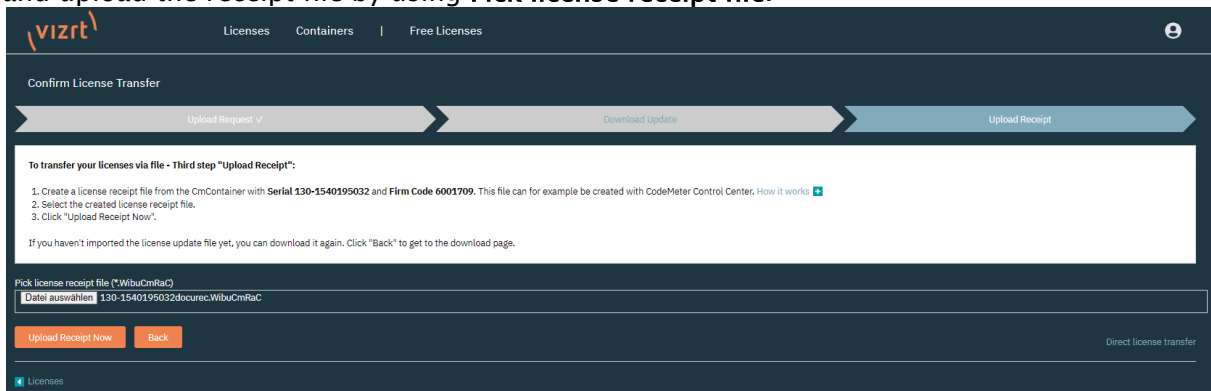 and upload the receipt file by using Pick license receipt file.
vizrt
Licenses Containers | Free Licenses
Confirm License Transfer
Upload Request √ Download Update Upload Receipt
To transfer your licenses via file - Third step "Upload Receipt":
1. Create a license receipt file from the CmContainer with Serial 130-1540195032 and Firm Code 6001709. This file can for example be created with CodeMeter Control Center. How it works +
2. Select the created license receipt file.
3. Click "Upload Receipt Now".
If you haven't imported the license update file yet, you can download it again. Click "Back" to get to the download page.
Pick license receipt file (*.WibuCmRaC)
Datei auswählen 130-1540195032docurec.WibuCmRaC
Upload Receipt Now Back
Direct license transfer
Licenses